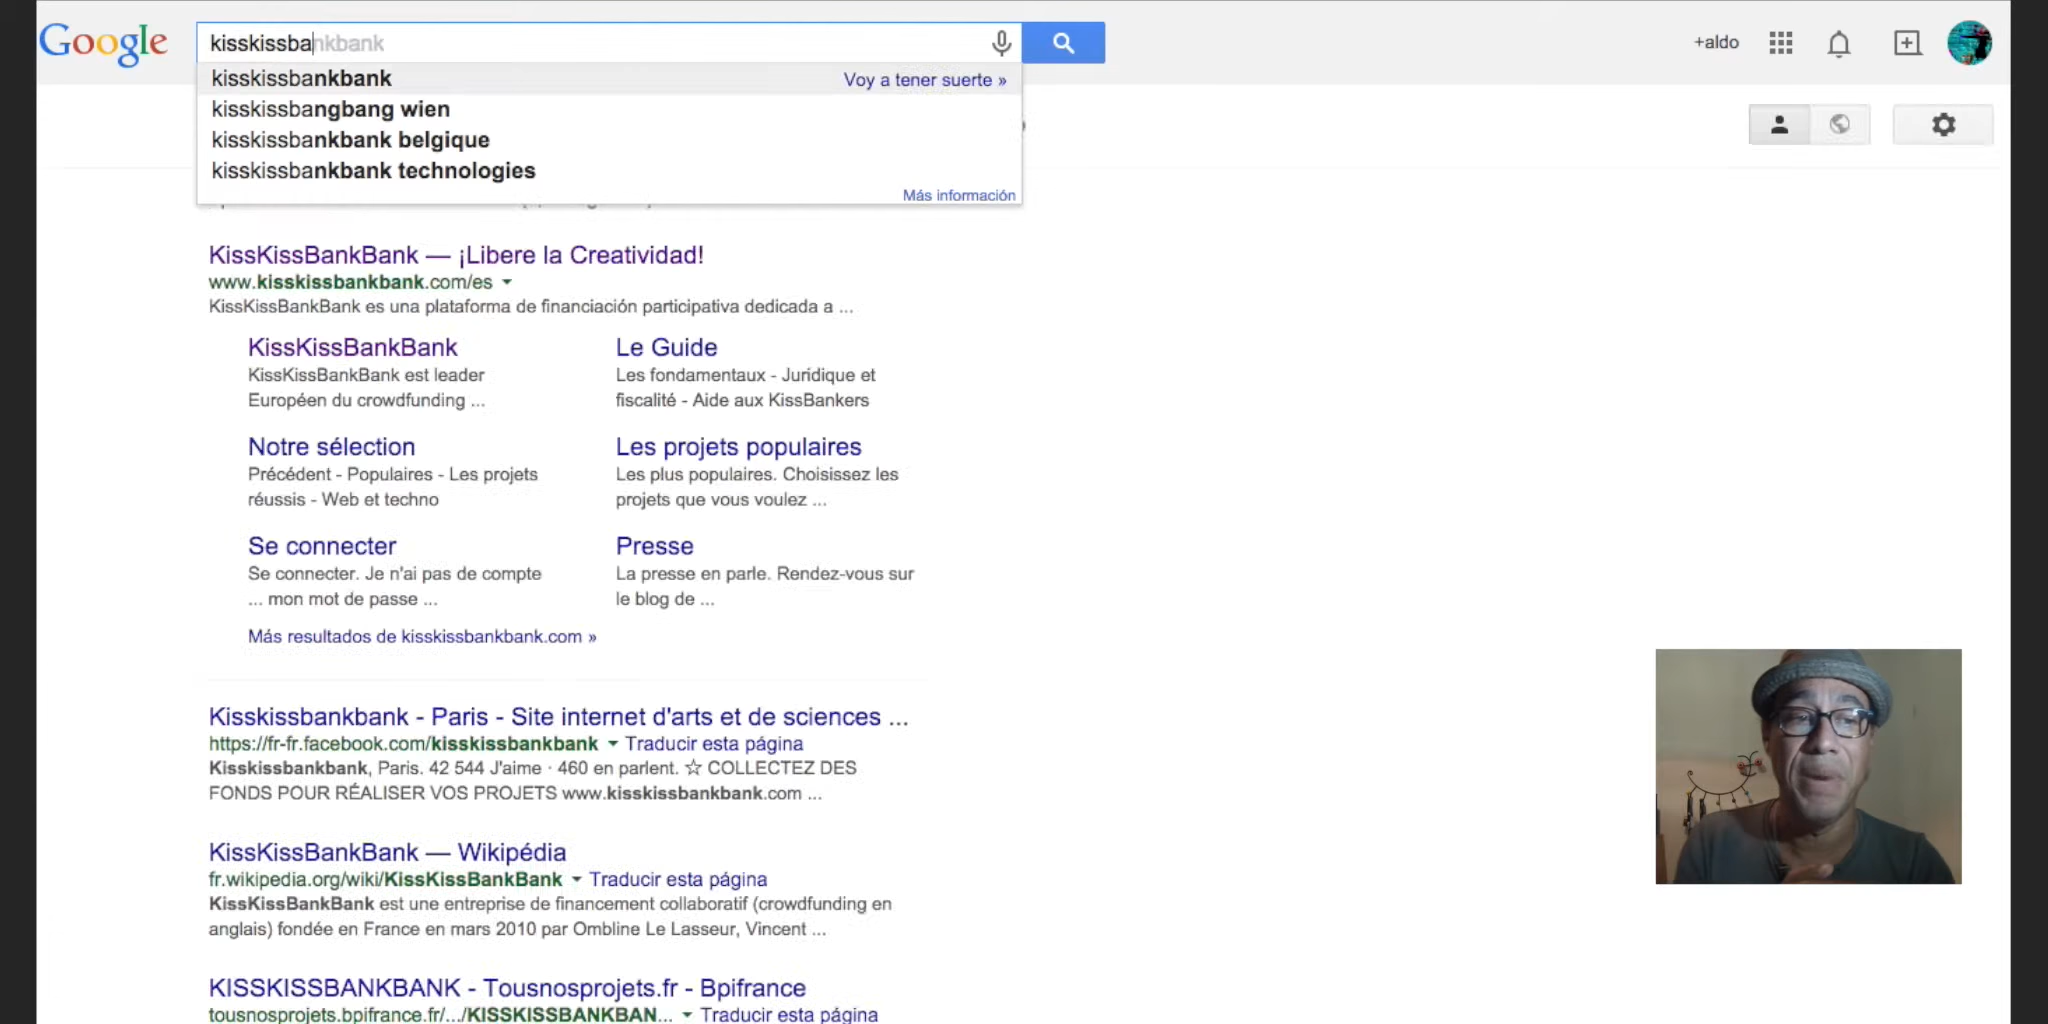 Google
kisskissbankbank
+aldo
kisskissbankbank
Voy a tener suerte »
kisskissbangbang wien
kisskissbankbank belgique
kisskissbankbank technologies
Más información
KissKissBankBank — ¡Libere la Creatividad!
www.kisskissbankbank.com/es
KissKissBankBank es una plataforma de financiación participativa dedicada a ...
KissKissBankBank
KissKissBankBank est leader
Européen du crowdfunding ...
Le Guide
Les fondamentaux - Juridique et
fiscalité - Aide aux KissBankers
Notre sélection
Précédent - Populaires - Les projets
réussis - Web et techno
Les projets populaires
Les plus populaires. Choisissez les
projets que vous voulez ...
Se connecter
Se connecter. Je n'ai pas de compte
... mon mot de passe ...
Presse
La presse en parle. Rendez-vous sur
le blog de ...
Más resultados de kisskissbankbank.com »
Kisskissbankbank - Paris - Site internet d'arts et de sciences ...
https://fr-fr.facebook.com/kisskissbankbank Traducir esta página
Kisskissbankbank, Paris. 42 544 J'aime · 460 en parlent. ☆ COLLECTEZ DES
FONDS POUR RÉALISER VOS PROJETS www.kisskissbankbank.com ...
KissKissBankBank — Wikipédia
fr.wikipedia.org/wiki/KissKissBankBank Traducir esta página
KissKissBankBank est une entreprise de financement collaboratif (crowdfunding en
anglais) fondée en France en mars 2010 par Ombline Le Lasseur, Vincent ...
KISSKISSBANKBANK - Tousnosprojets.fr - Bpifrance
tousnosprojets.bpifrance.fr/.../KISSKISSBANKBAN... Traducir esta página